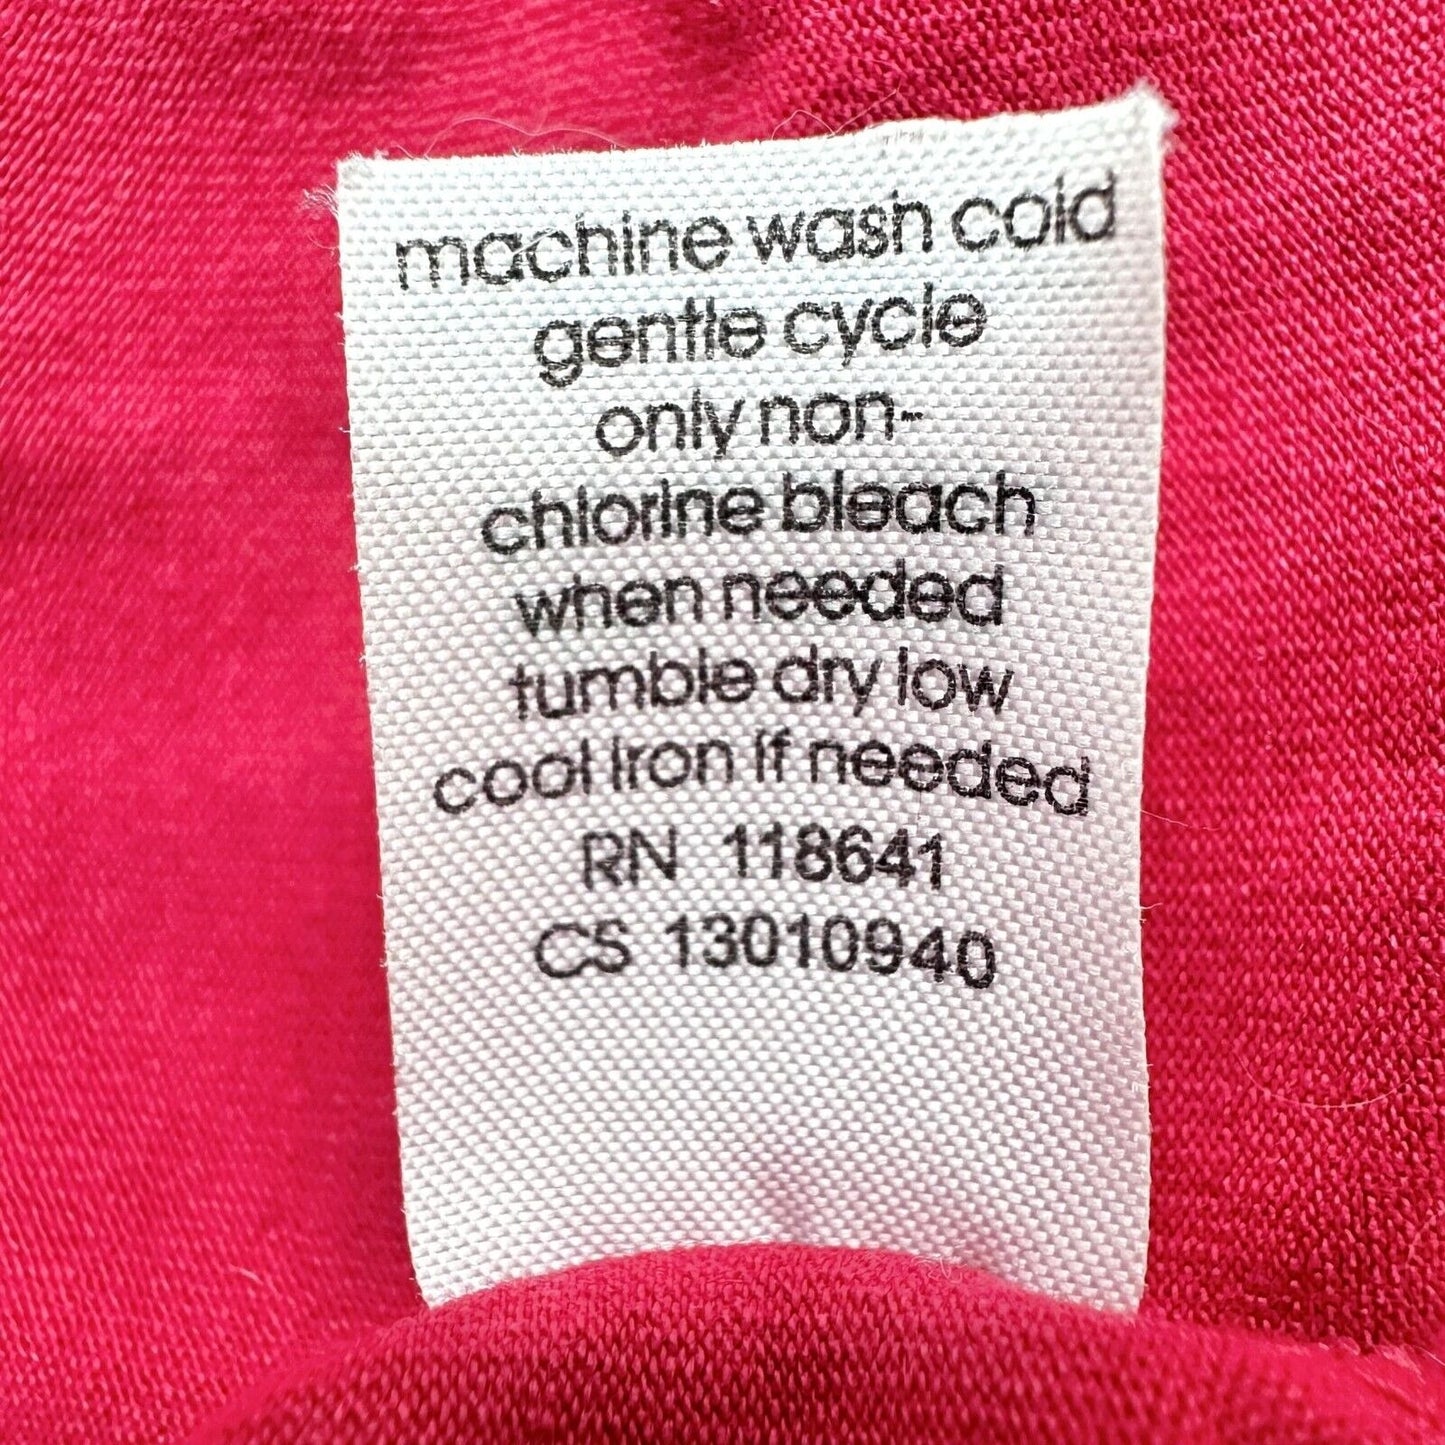 machine wash cold
gentle cycle
only non-
chlorine bleach
when needed
tumble dry low
cool iron if needed
RN 118641
CS 13010940